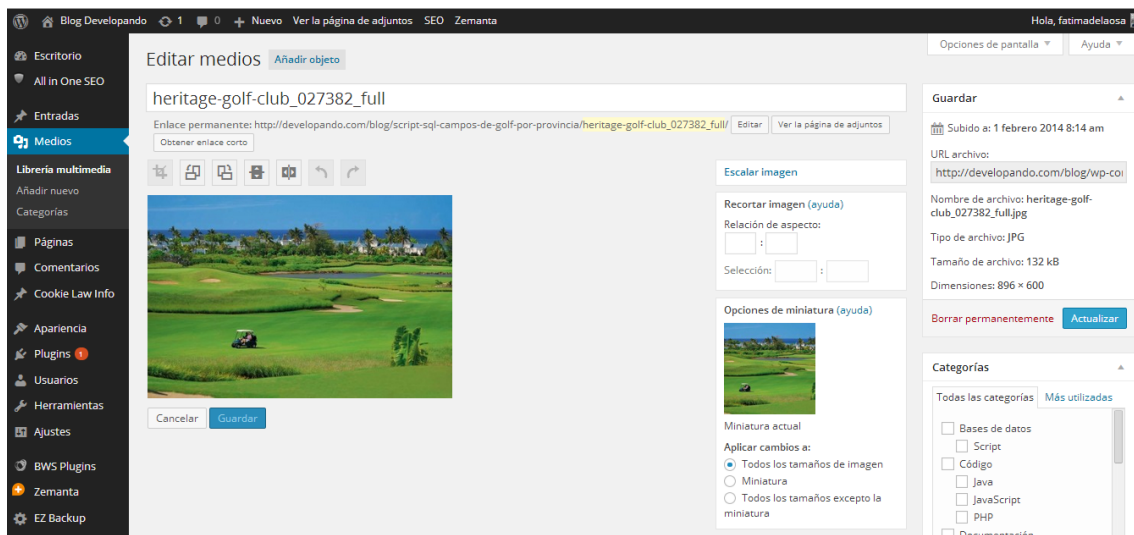 Blog Developando 1 0 + Nuevo Ver la página de adjuntos SEO Zemanta Hola, fatimadelaosa
Opciones de pantalla Ayuda
Escritorio
All in One SEO
Entradas
Medios
Librería multimedia
Añadir nuevo
Categorías
Páginas
Comentarios
Cookie Law Info
Apariencia
Plugins 1
Usuarios
Herramientas
Ajustes
BWS Plugins
Zemanta
EZ Backup
Editar medios Añadir objeto
heritage-golf-club_027382_full
Enlace permanente: http://developando.com/blog/script-sql-campos-de-golf-por-provincia/heritage-golf-club_027382_full/ Editar Ver la página de adjuntos
Obtener enlace corto
Cancelar Guardar
Escalar imagen
Recortar imagen (ayuda)
Relación de aspecto:
:
Selección: :
Opciones de miniatura (ayuda)
Miniatura actual
Aplicar cambios a:
Todos los tamaños de imagen
Miniatura
Todos los tamaños excepto la
miniatura
Guardar
Subido a: 1 febrero 2014 8:14 am
URL archivo:
http://developando.com/blog/wp-co
Nombre de archivo: heritage-golf-
club_027382_full.jpg
Tipo de archivo: JPG
Tamaño de archivo: 132 kB
Dimensiones: 896 × 600
Borrar permanentemente Actualizar
Categorías
Todas las categorías Más utilizadas
Bases de datos
Script
Código
Java
JavaScript
PHP
Documentación